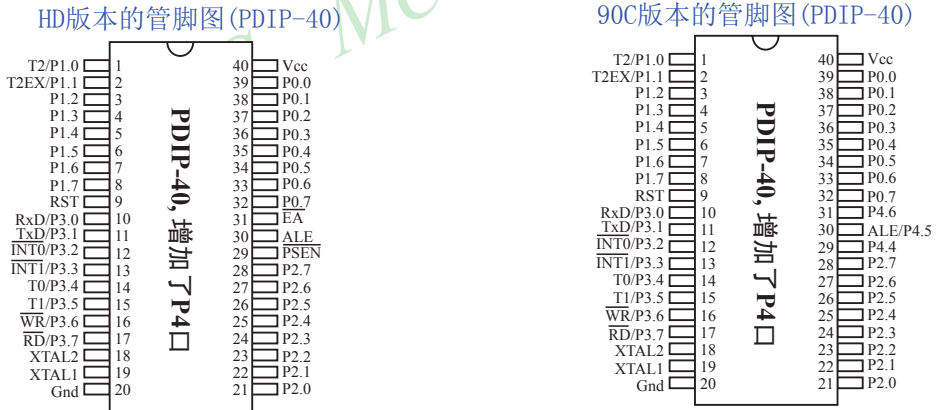 HD版本的管脚图(PDIP-40)
T2/P1.0 1 40 Vcc
T2EX/P1.1 2 39 P0.0
P1.2 3 38 P0.1
P1.3 4 37 P0.2
P1.4 5 36 P0.3
P1.5 6 35 P0.4
P1.6 7 34 P0.5
P1.7 8 33 P0.6
RST 9 32 P0.7
RxD/P3.0 10 31 EA
TxD/P3.1 11 30 ALE
INT0/P3.2 12 29 PSEN
INT1/P3.3 13 28 P2.7
T0/P3.4 14 27 P2.6
T1/P3.5 15 26 P2.5
WR/P3.6 16 25 P2.4
RD/P3.7 17 24 P2.3
XTAL2 18 23 P2.2
XTAL1 19 22 P2.1
Gnd 20 21 P2.0
PDIP-40,增加了P4口
90C版本的管脚图(PDIP-40)
T2/P1.0 1 40 Vcc
T2EX/P1.1 2 39 P0.0
P1.2 3 38 P0.1
P1.3 4 37 P0.2
P1.4 5 36 P0.3
P1.5 6 35 P0.4
P1.6 7 34 P0.5
P1.7 8 33 P0.6
RST 9 32 P0.7
RxD/P3.0 10 31 P4.6
TxD/P3.1 11 30 ALE/P4.5
INT0/P3.2 12 29 P4.4
INT1/P3.3 13 28 P2.7
T0/P3.4 14 27 P2.6
T1/P3.5 15 26 P2.5
WR/P3.6 16 25 P2.4
RD/P3.7 17 24 P2.3
XTAL2 18 23 P2.2
XTAL1 19 22 P2.1
Gnd 20 21 P2.0
PDIP-40,增加了P4口